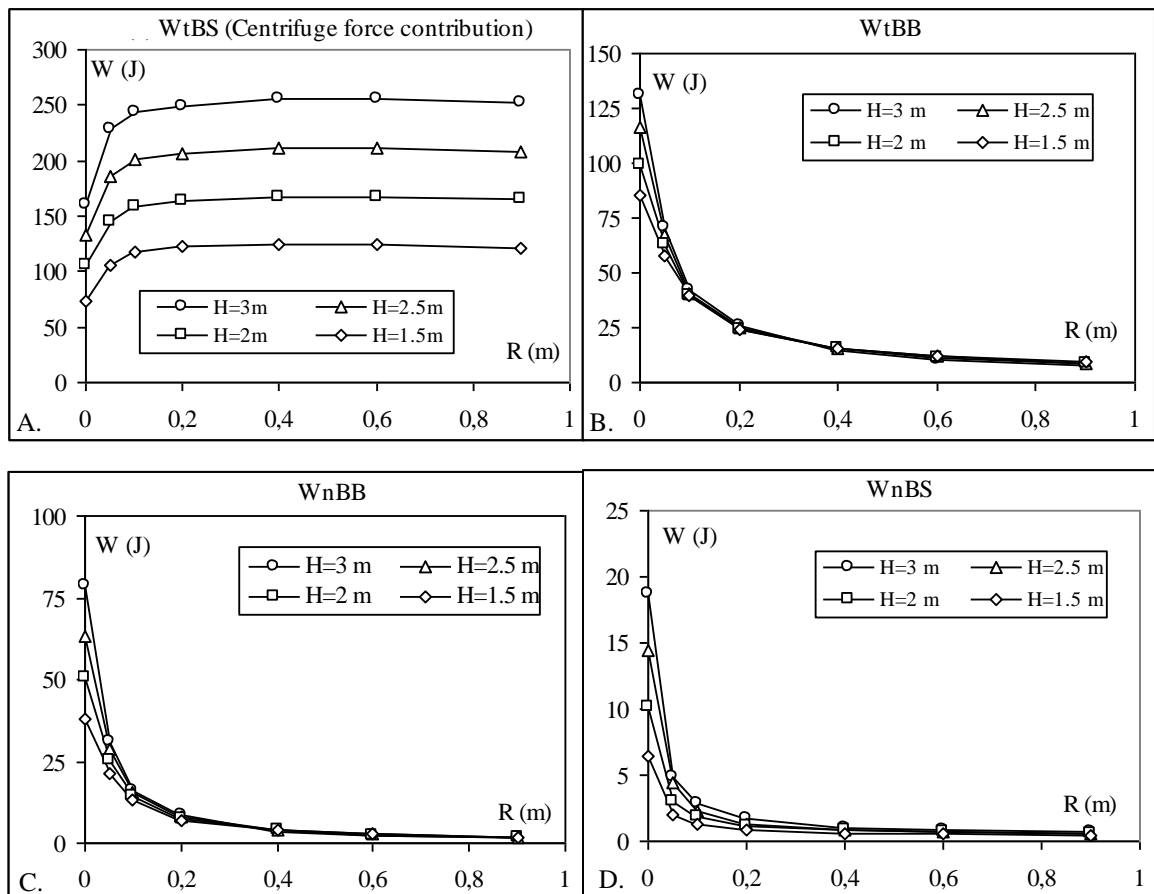 WtBS (Centrifuge force contribution)
W (J)
300
250
200
150
100
50
0
H=3m
H=2.5m
H=2m
H=1.5m
R (m)
0 0,2 0,4 0,6 0,8 1
A.
WtBB
W (J)
150
125
100
75
50
25
0
H=3 m
H=2.5 m
H=2 m
H=1.5 m
R (m)
0 0,2 0,4 0,6 0,8 1
B.
WnBB
W (J)
100
75
50
25
0
H=3 m
H=2.5 m
H=2 m
H=1.5 m
R (m)
0 0,2 0,4 0,6 0,8 1
C.
WnBS
W (J)
25
20
15
10
5
0
H=3 m
H=2.5 m
H=2 m
H=1.5 m
R (m)
0 0,2 0,4 0,6 0,8 1
D.